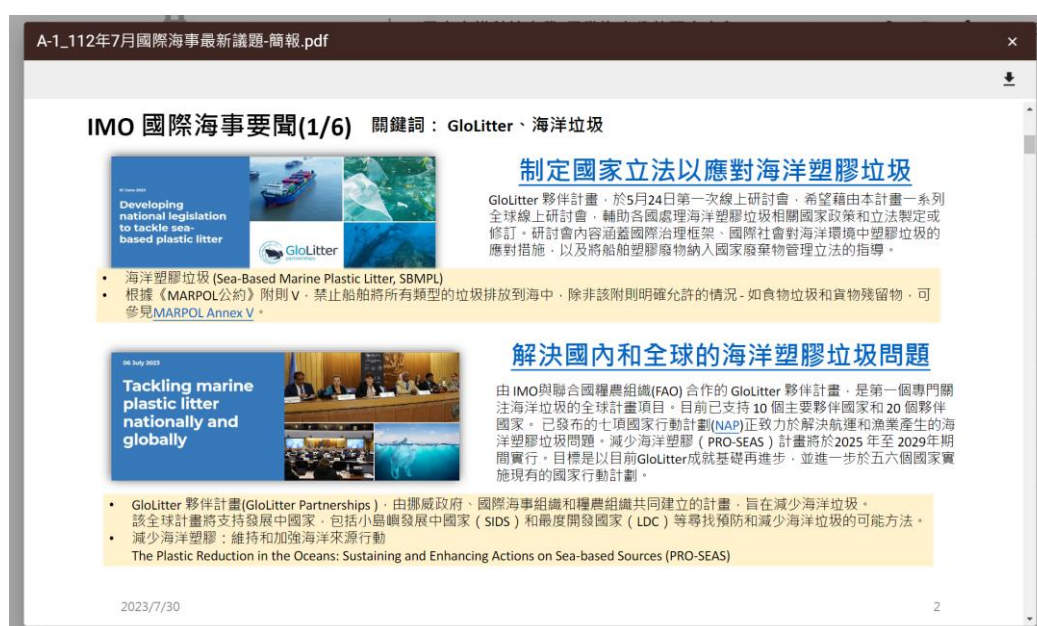 A-1_112年7月國際海事最新議題-簡報.pdf
×
IMO 國際海事要聞(1/6) 關鍵詞： GloLitter、海洋垃圾
01 June 2023
Developing
national legislation
to tackle sea-
based plastic litter
GloLitter
partnerships
制定國家立法以應對海洋塑膠垃圾
GloLitter 夥伴計畫，於5月24日第一次線上研討會，希望藉由本計畫一系列
全球線上研討會，輔助各國處理海洋塑膠垃圾相關國家政策和立法製定或
修訂。研討會內容涵蓋國際治理框架、國際社會對海洋環境中塑膠垃圾的
應對措施，以及將船舶塑膠廢物納入國家廢棄物管理立法的指導。
• 海洋塑膠垃圾 (Sea-Based Marine Plastic Litter, SBMPL)
• 根據《MARPOL公約》附則 V，禁止船舶將所有類型的垃圾排放到海中，除非該附則明確允許的情況 - 如食物垃圾和貨物殘留物，可
參見MARPOL Annex V。
06 July 2023
Tackling marine
plastic litter
nationally and
globally
解決國內和全球的海洋塑膠垃圾問題
由 IMO與聯合國糧農組織(FAO) 合作的 GloLitter 夥伴計畫，是第一個專門關
注海洋垃圾的全球計畫項目。目前已支持 10 個主要夥伴國家和 20 個夥伴
國家。 已發布的七項國家行動計劃(NAP)正致力於解決航運和漁業產生的海
洋塑膠垃圾問題。減少海洋塑膠（PRO-SEAS）計畫將於2025 年至 2029年期
間實行。目標是以目前GloLitter成就基礎再進步，並進一步於五六個國家實
施現有的國家行動計劃。
• GloLitter 夥伴計畫(GloLitter Partnerships )，由挪威政府、國際海事組織和糧農組織共同建立的計畫，旨在減少海洋垃圾。
該全球計畫將支持發展中國家，包括小島嶼發展中國家（SIDS）和最度開發國家（LDC）等尋找預防和減少海洋垃圾的可能方法。
• 減少海洋塑膠：維持和加強海洋來源行動
The Plastic Reduction in the Oceans: Sustaining and Enhancing Actions on Sea-based Sources (PRO-SEAS)
2023/7/30
2